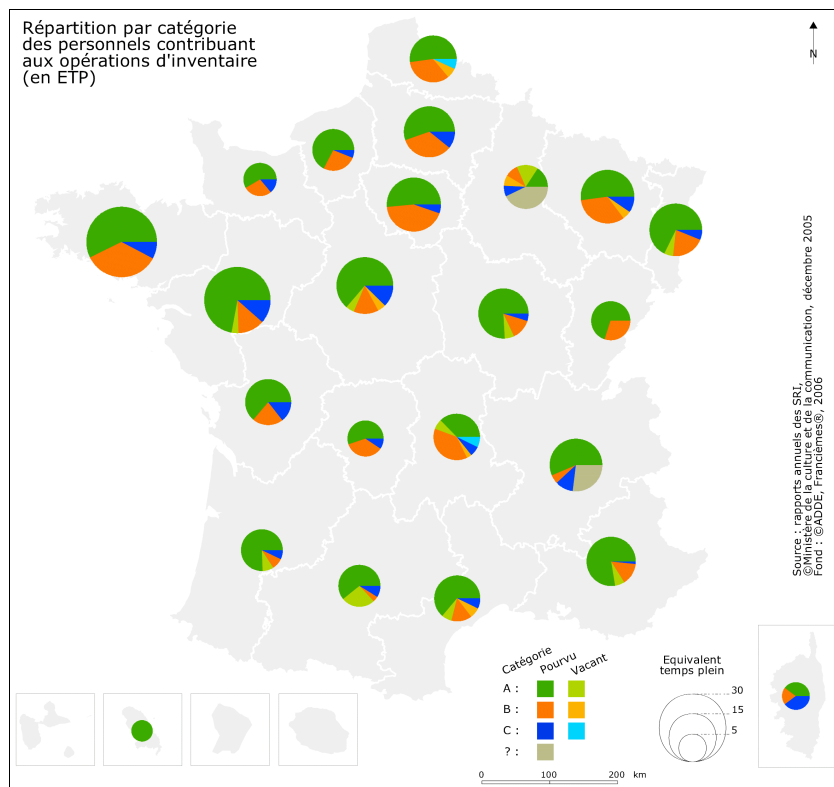 Répartition par catégorie
des personnels contribuant
aux opérations d'inventaire
(en ETP)
N
Source : rapports annuels des SRI,
©Ministère de la culture et de la communication, décembre 2005
Fond : ©ADDE, Francièmes®, 2006
Catégorie
Pourvu
Vacant
A :
B :
C :
? :
Equivalent
temps plein
30
15
5
0 100 200 km